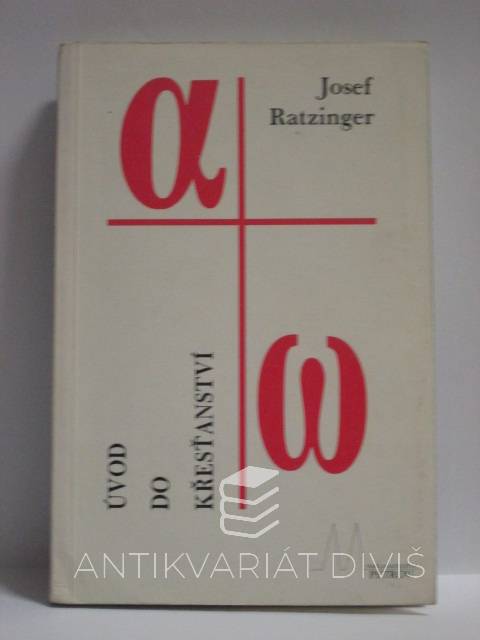 α
Josef
Ratzinger
ω
ÚVOD
DO
KŘESŤANSTVÍ
ANTIKVARIÁT DIVIŠ